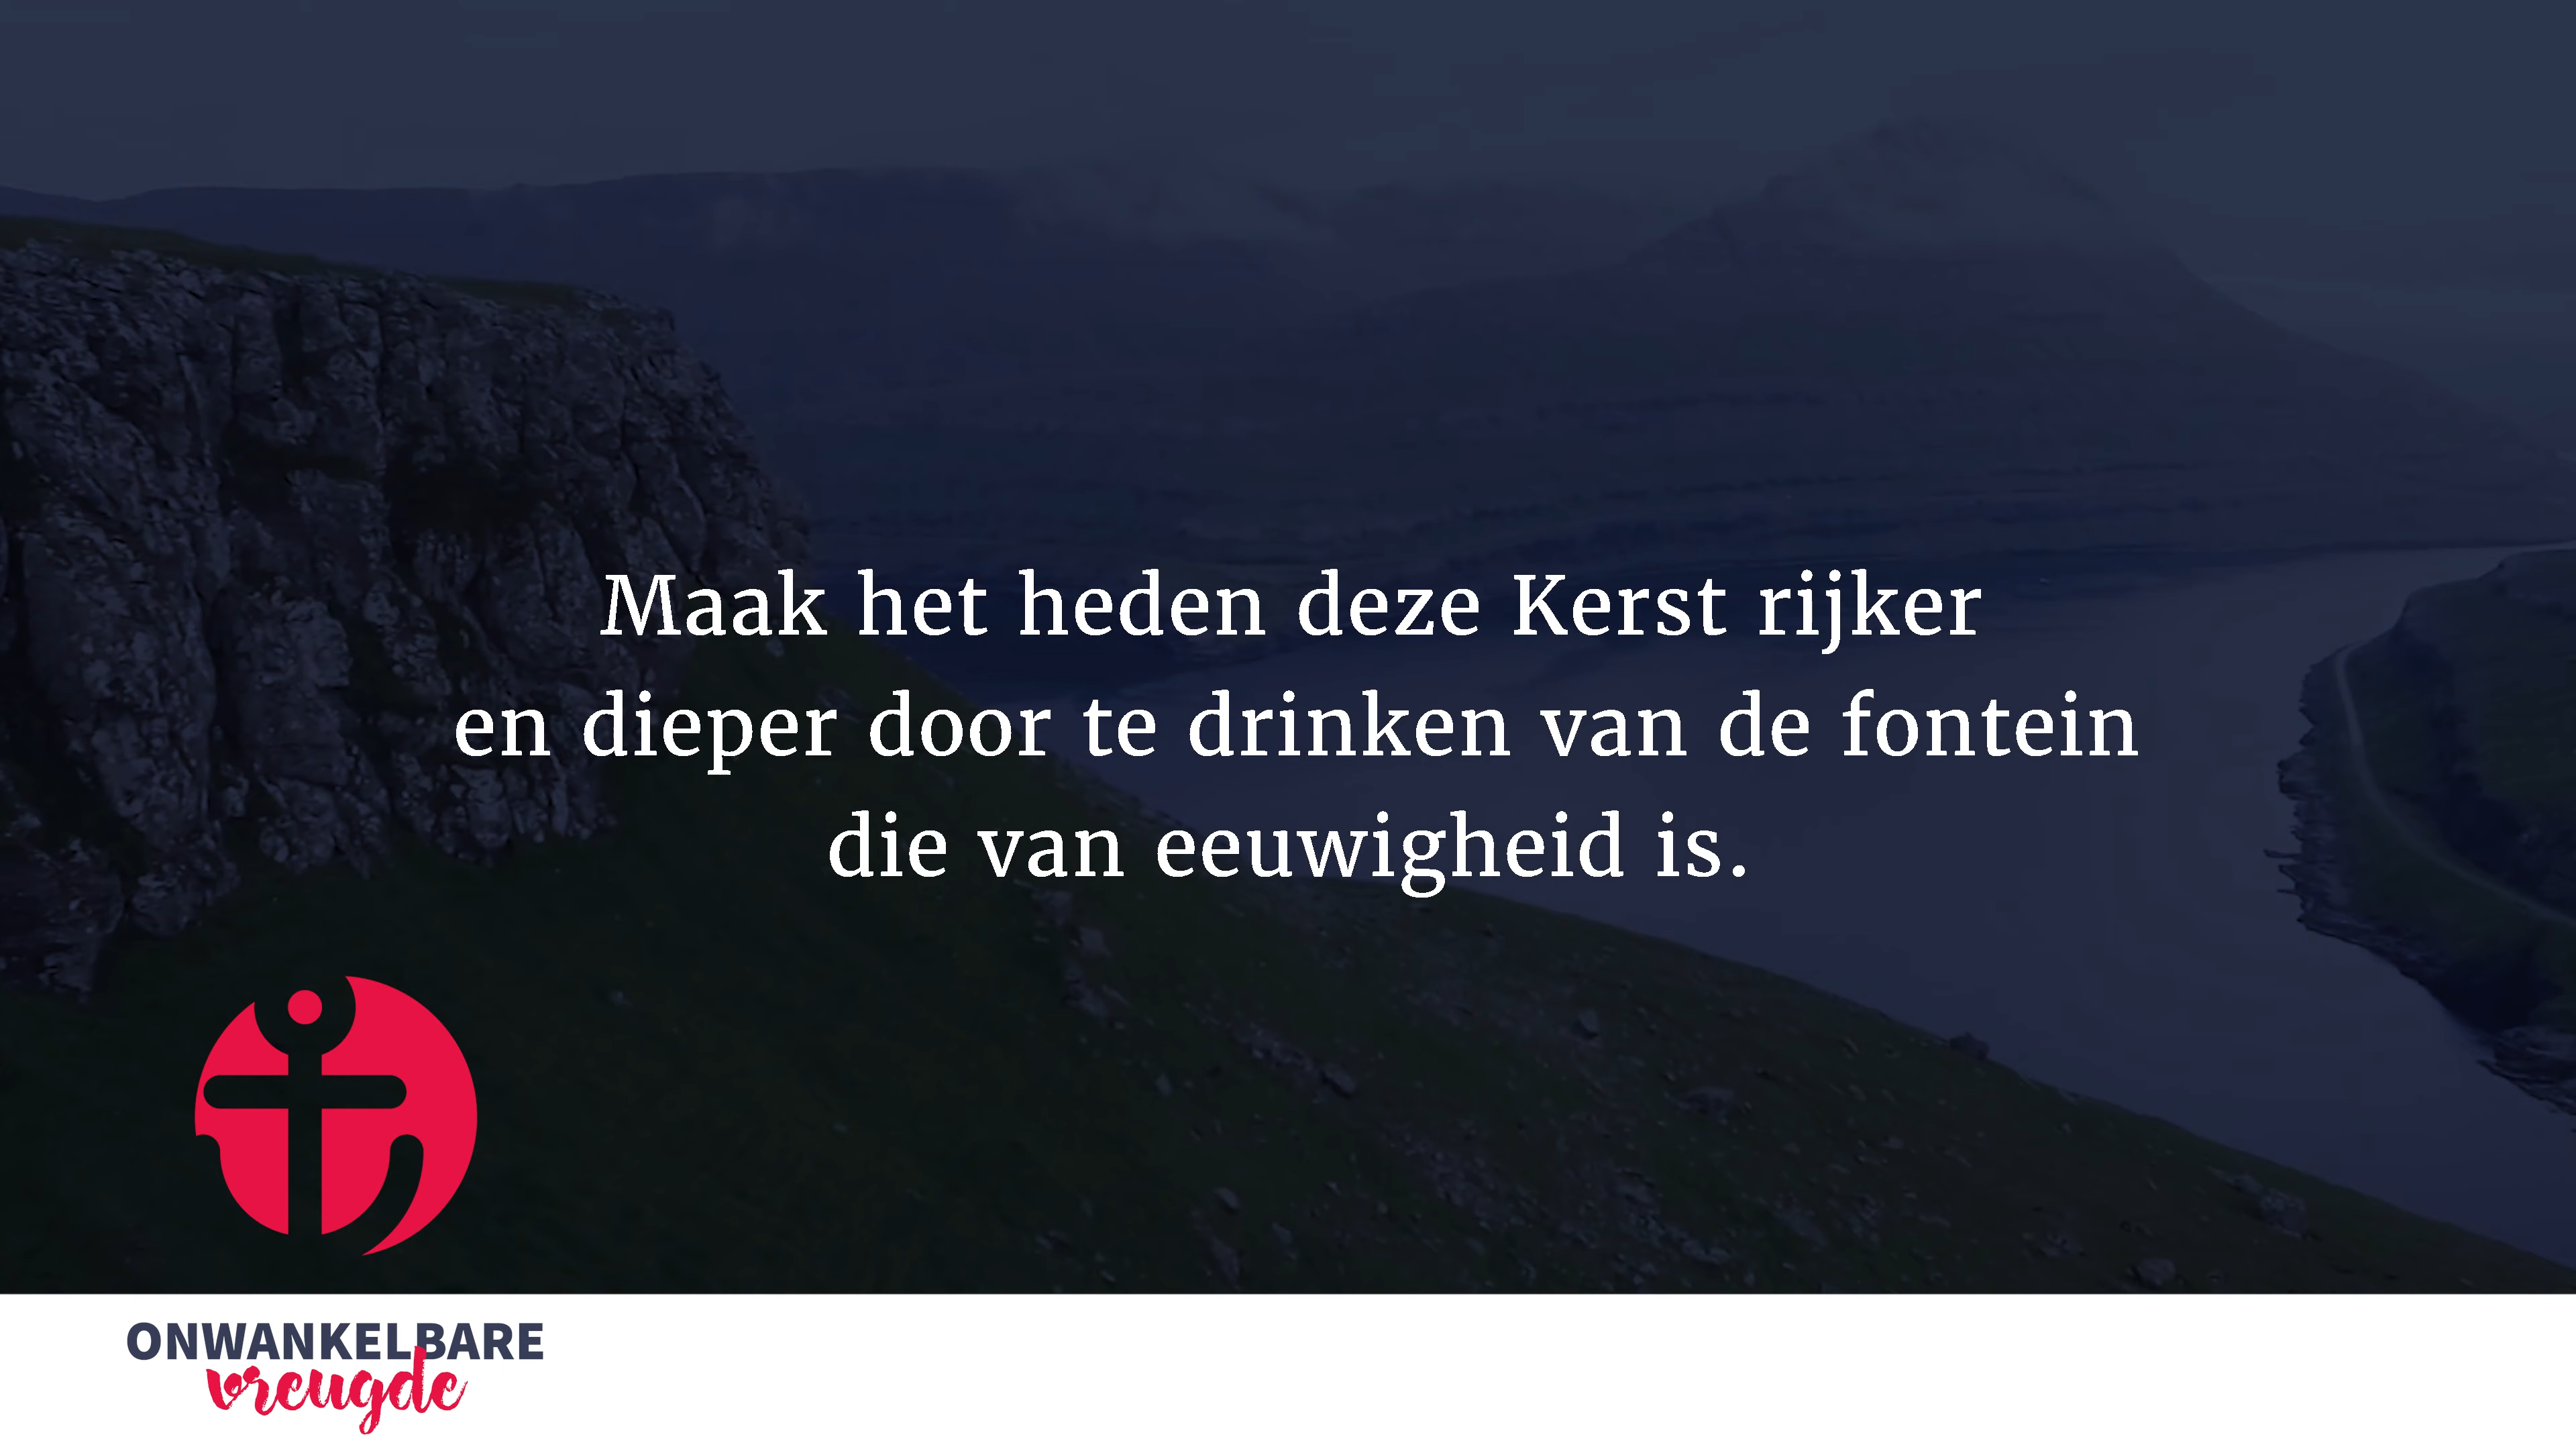 Maak het heden deze Kerst rijker
en dieper door te drinken van de fontein
die van eeuwigheid is.
ONWANKELBARE
vreugde